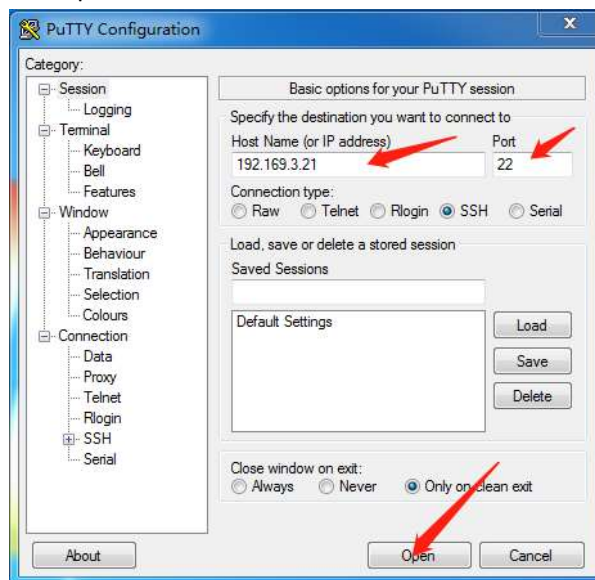 PuTTY Configuration
X
Category:
Session
Logging
Terminal
Keyboard
Bell
Features
Window
Appearance
Behaviour
Translation
Selection
Colours
Connection
Data
Proxy
Telnet
Rlogin
SSH
Serial
Basic options for your PuTTY session
Specify the destination you want to connect to
Host Name (or IP address) Port
192.169.3.21 22
Connection type:
Raw Telnet Rlogin SSH Serial
Load, save or delete a stored session
Saved Sessions
Default Settings
Load
Save
Delete
Close window on exit:
Always Never Only on clean exit
About Open Cancel